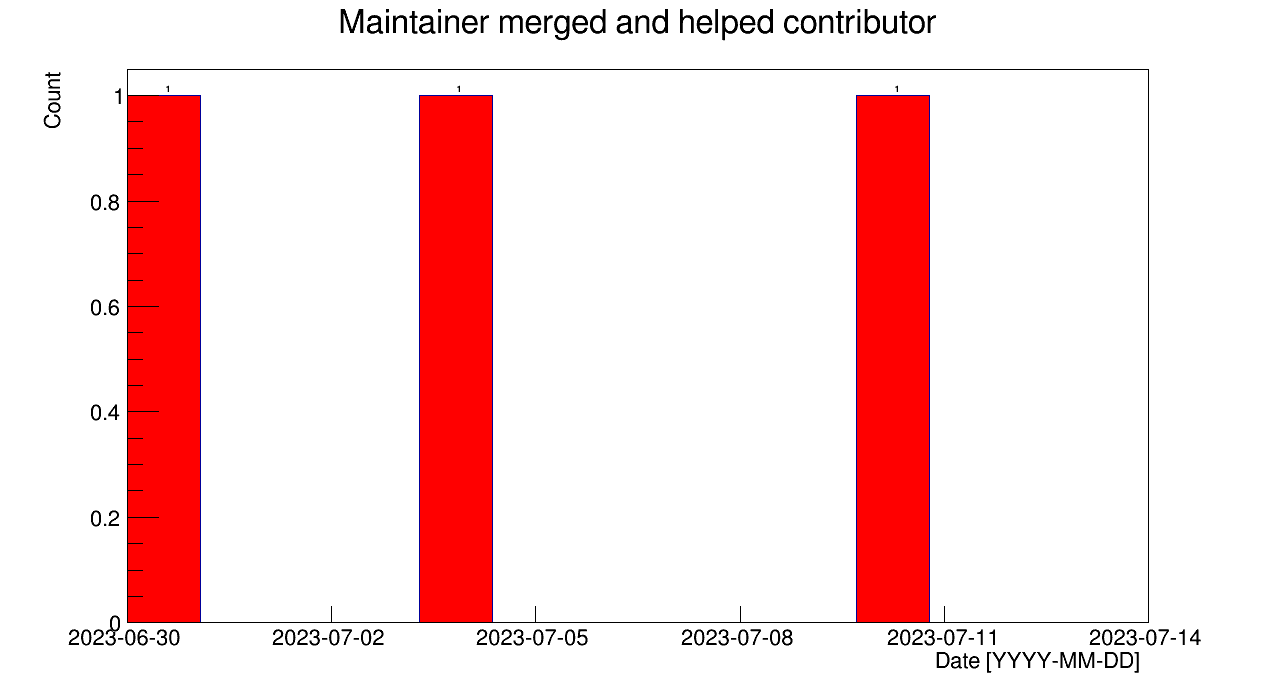 Maintainer merged and helped contributor
Count
1 1 1
1
0.8
0.6
0.4
0.2
0
2023-06-30 2023-07-02 2023-07-05 2023-07-08 2023-07-11 2023-07-14
Date [YYYY-MM-DD]